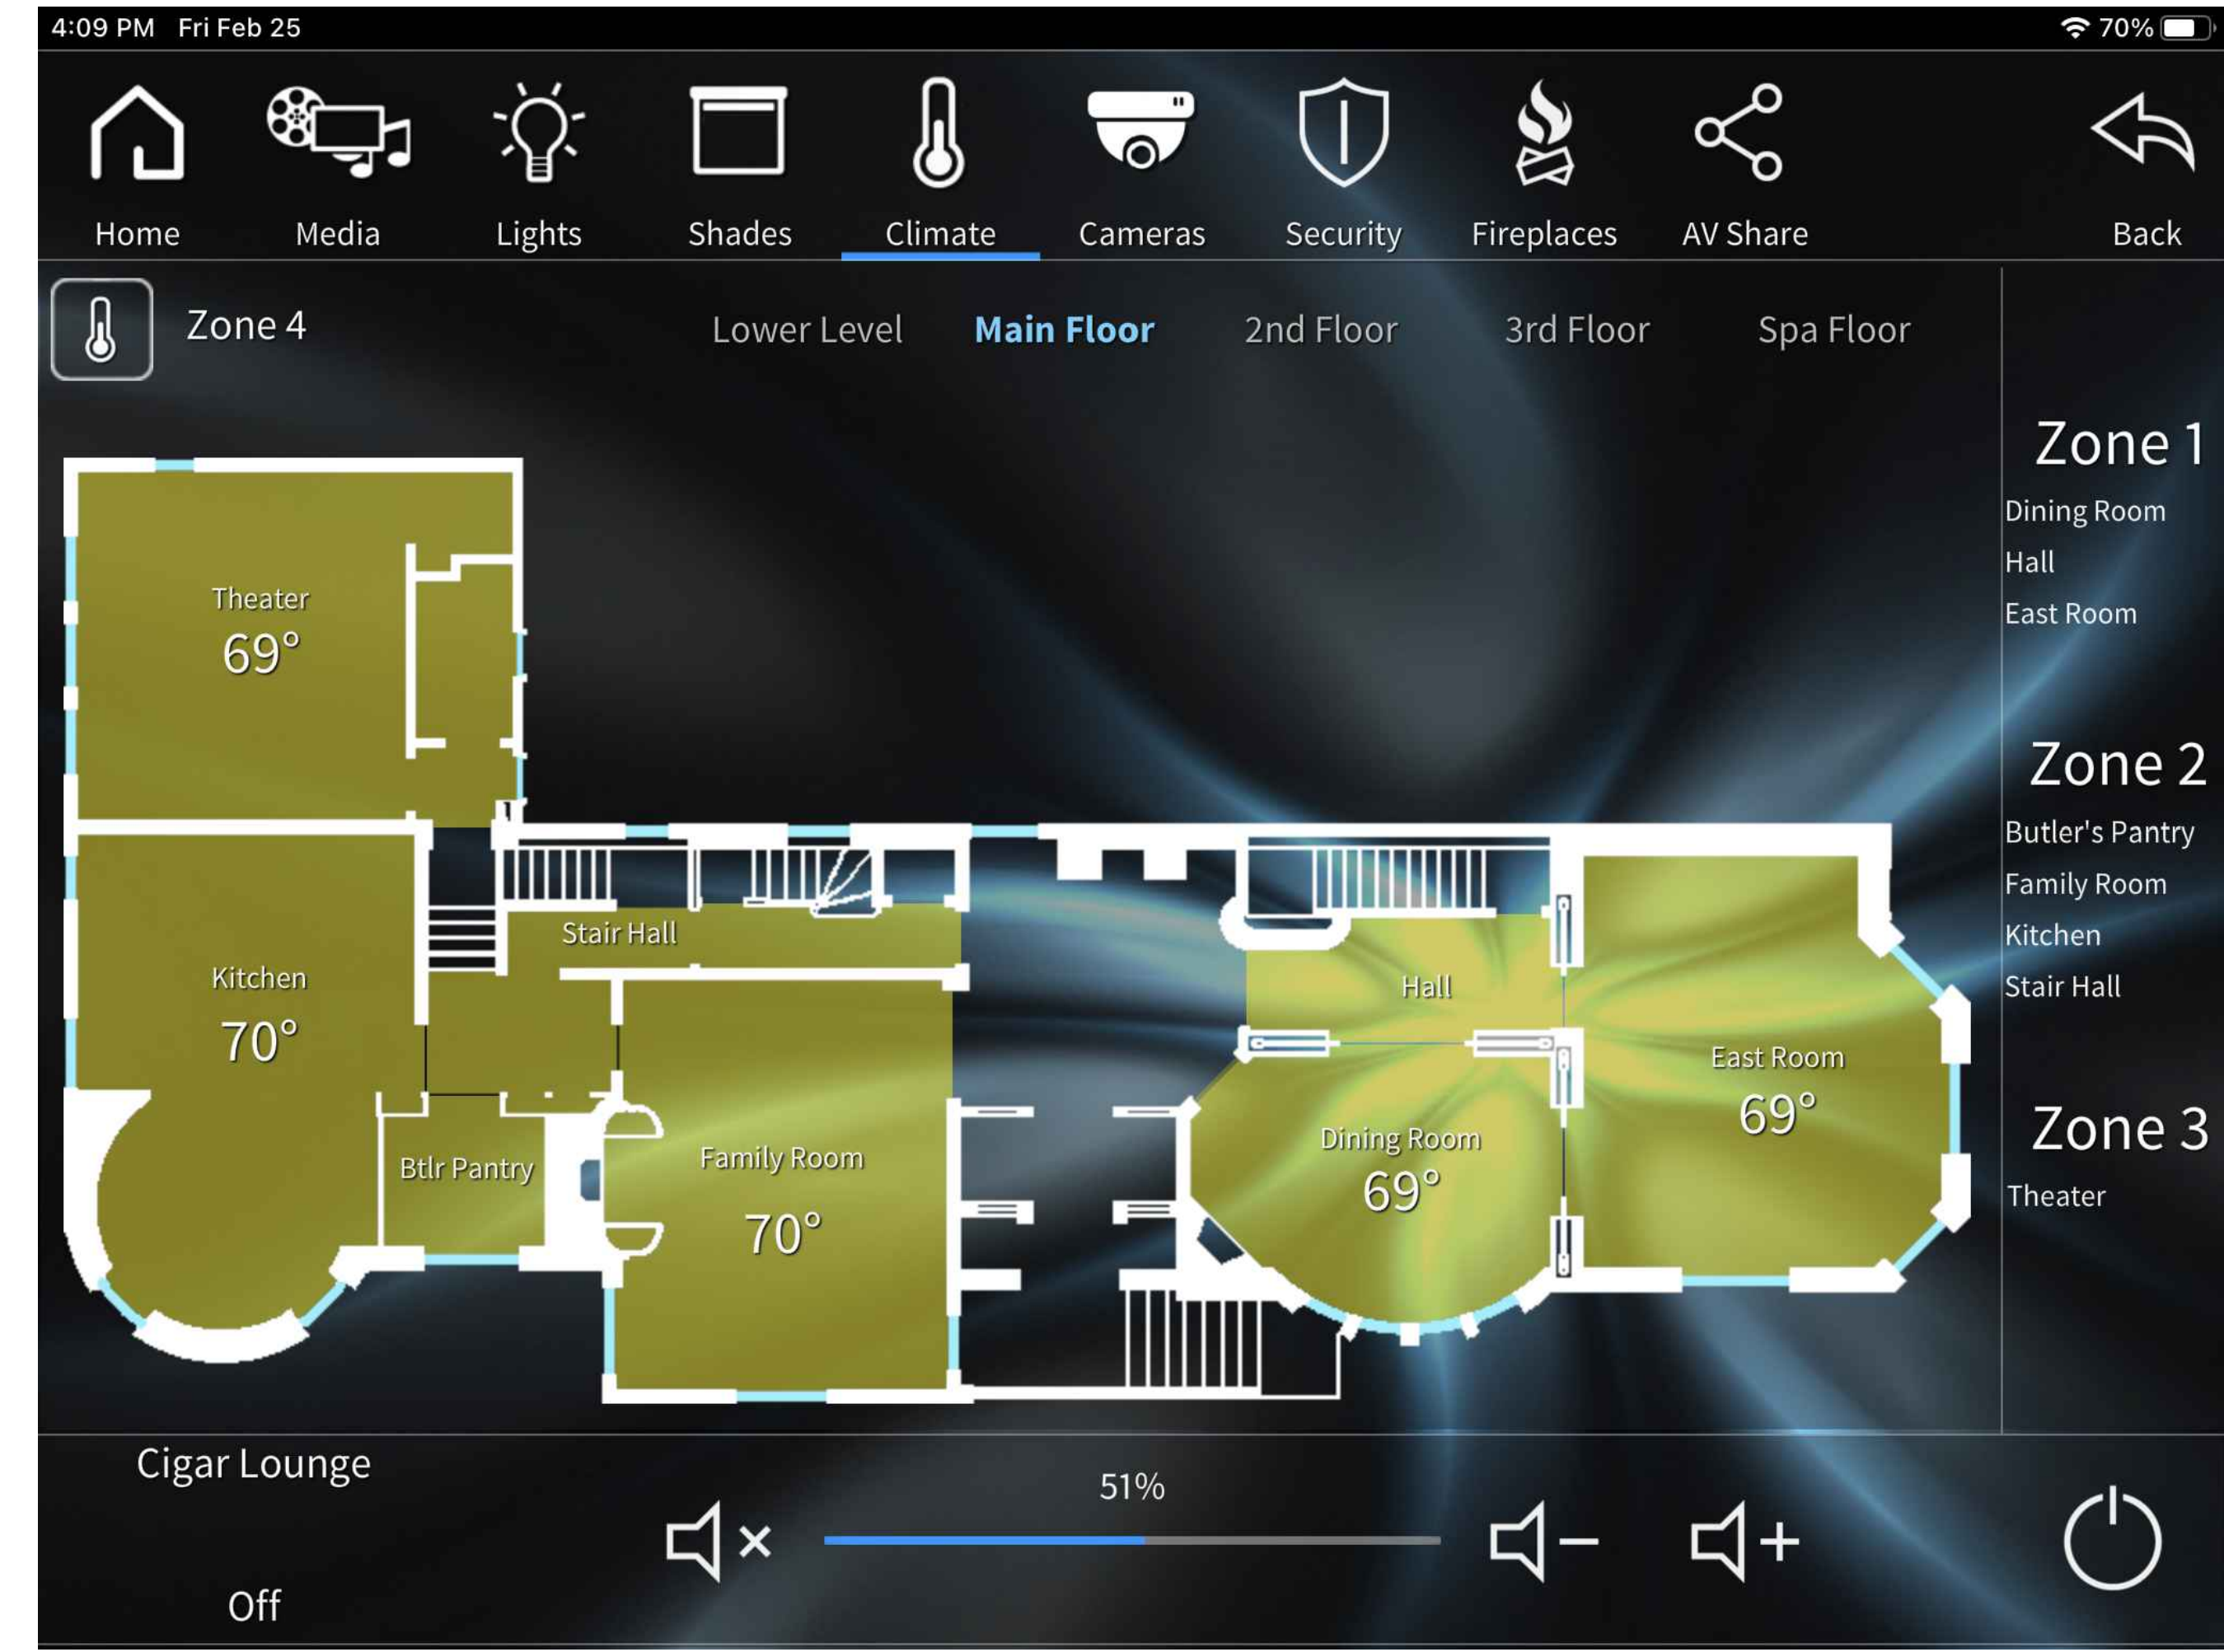 4:09 PM Fri Feb 25 70%
Home Media Lights Shades Climate Cameras Security Fireplaces AV Share Back
Zone 4
Lower Level Main Floor 2nd Floor 3rd Floor Spa Floor
Theater
69°
Kitchen
70°
Stair Hall
Btlr Pantry
Family Room
70°
Hall
Dining Room
69°
East Room
69°
Zone 1
Dining Room
Hall
East Room
Zone 2
Butler's Pantry
Family Room
Kitchen
Stair Hall
Zone 3
Theater
Cigar Lounge
Off
51%